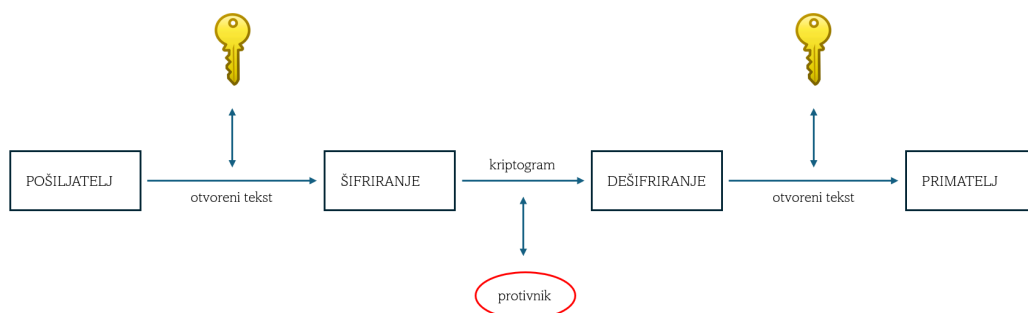 POŠILJATELJ
otvoreni tekst
ŠIFRIRANJE
kriptogram
protivnik
DEŠIFRIRANJE
otvoreni tekst
PRIMATELJ